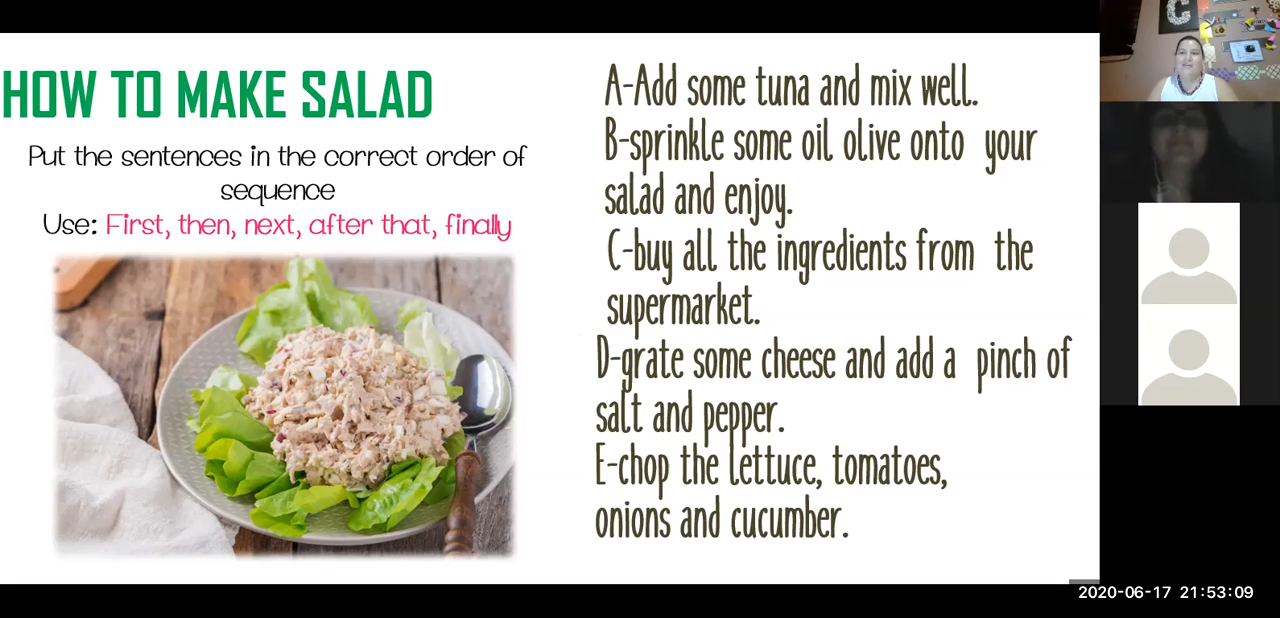 HOW TO MAKE SALAD
Put the sentences in the correct order of
sequence
Use: First, then, next, after that, finally
A-Add some tuna and mix well.
B-sprinkle some oil olive onto your
salad and enjoy.
C-buy all the ingredients from the
supermarket.
D-grate some cheese and add a pinch of
salt and pepper.
E-chop the lettuce, tomatoes,
onions and cucumber.
C
2020-06-17 21:53:09